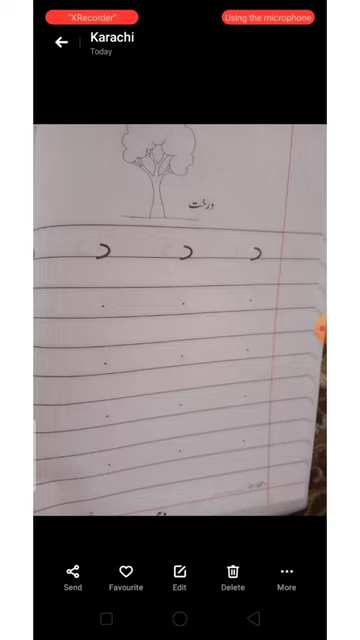 "XRecorder"
Using the microphone
Karachi
Today
درخت
د د د
Send
Favourite
Edit
Delete
More